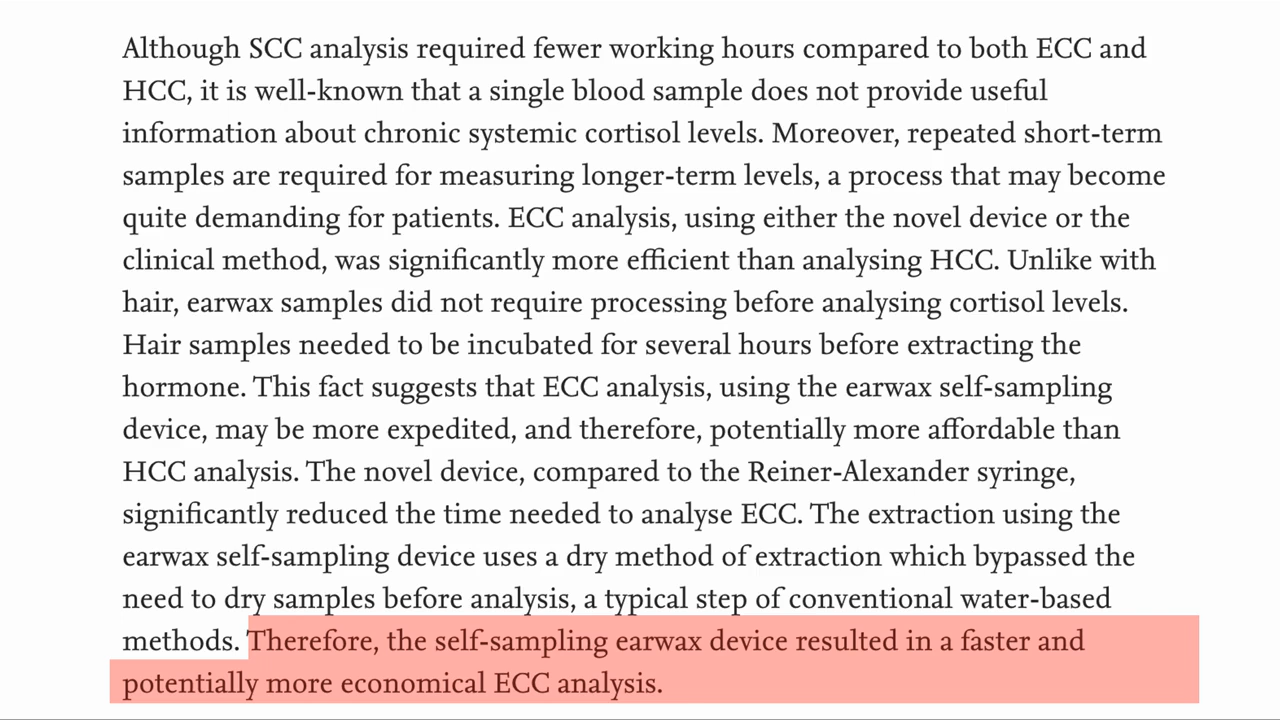 Although SCC analysis required fewer working hours compared to both ECC and
HCC, it is well-known that a single blood sample does not provide useful
information about chronic systemic cortisol levels. Moreover, repeated short-term
samples are required for measuring longer-term levels, a process that may become
quite demanding for patients. ECC analysis, using either the novel device or the
clinical method, was significantly more efficient than analysing HCC. Unlike with
hair, earwax samples did not require processing before analysing cortisol levels.
Hair samples needed to be incubated for several hours before extracting the
hormone. This fact suggests that ECC analysis, using the earwax self-sampling
device, may be more expedited, and therefore, potentially more affordable than
HCC analysis. The novel device, compared to the Reiner-Alexander syringe,
significantly reduced the time needed to analyse ECC. The extraction using the
earwax self-sampling device uses a dry method of extraction which bypassed the
need to dry samples before analysis, a typical step of conventional water-based
methods. Therefore, the self-sampling earwax device resulted in a faster and
potentially more economical ECC analysis.